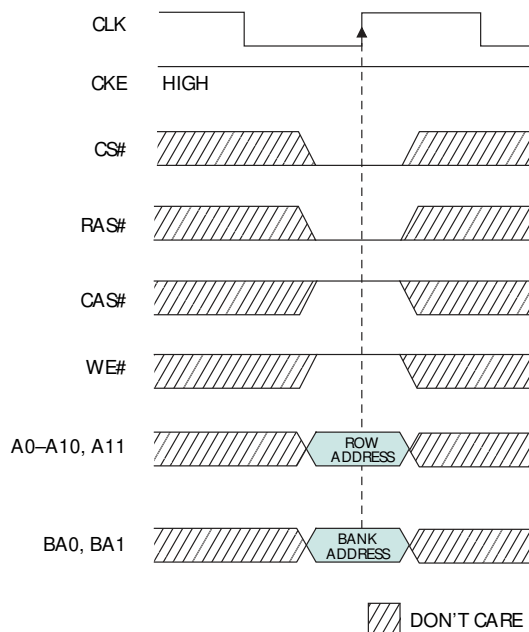 CLK
CKE HIGH
CS#
RAS#
CAS#
WE#
A0–A10, A11
ROW
ADDRESS
BA0, BA1
BANK
ADDRESS
DON'T CARE